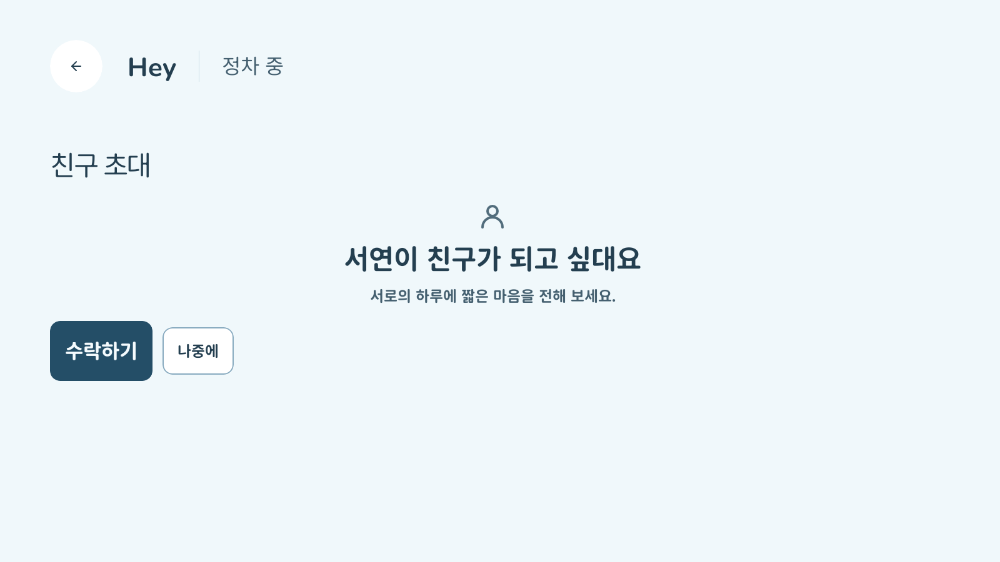 Hey
정차 중
친구 초대
서연이 친구가 되고 싶대요
서로의 하루에 짧은 마음을 전해 보세요.
수락하기
나중에